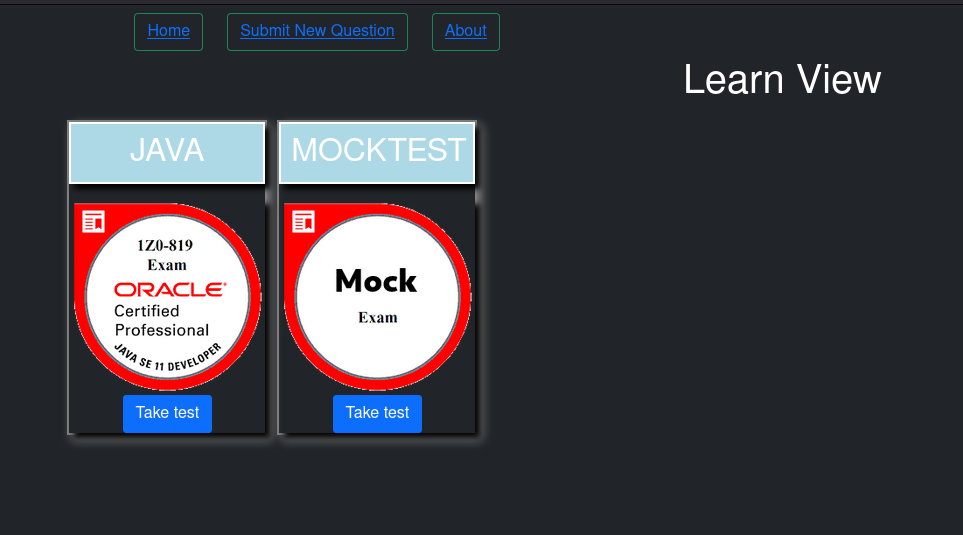 Home Submit New Question About
Learn View
JAVA MOCKTEST
1Z0-819
Exam
ORACLE
Certified
Professional
JAVA SE 11 DEVELOPER
Mock
Exam
Take test Take test